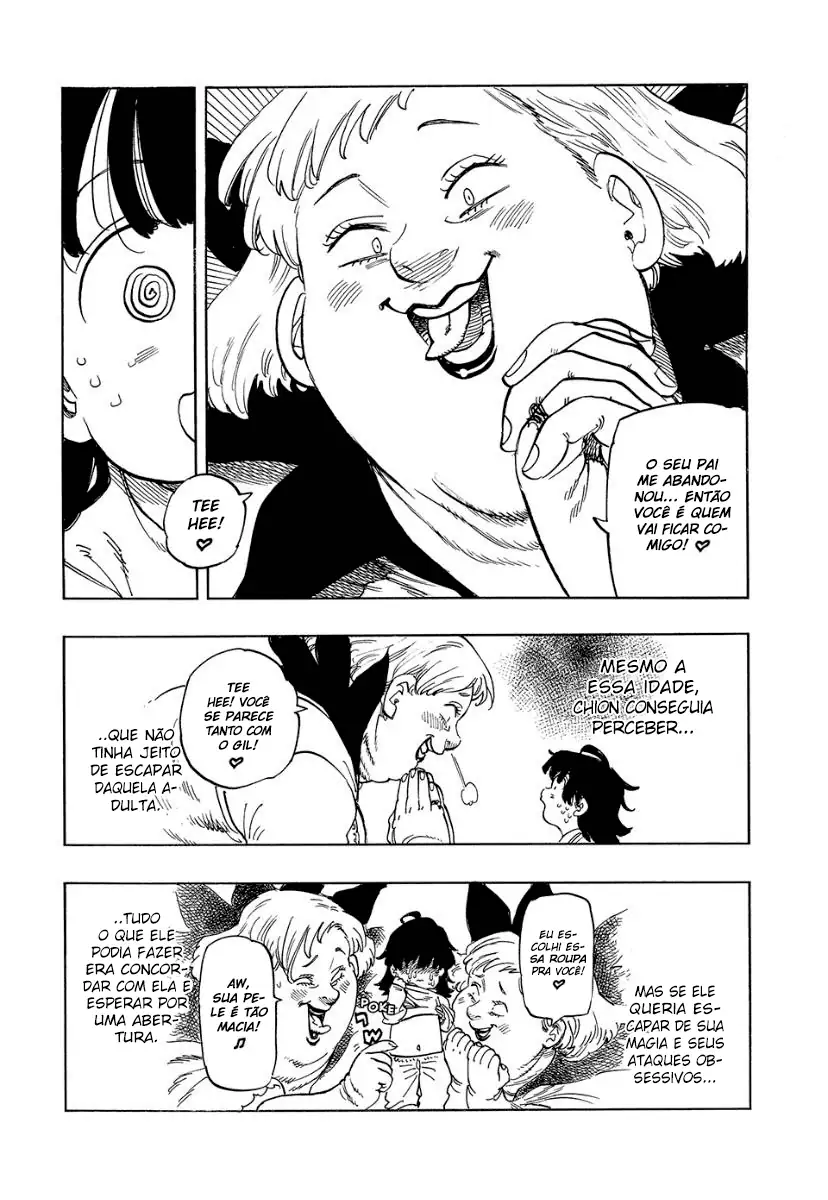 O SEU PAI
ME ABANDO-
NOU... ENTÃO
VOCÊ É QUEM
VAI FICAR CO-
MIGO! ♡
TEE
HEE!
♡
MESMO A
ESSA IDADE,
CHION CONSEGUIA
PERCEBER...
TEE
HEE! VOCÊ
SE PARECE
TANTO COM
O GIL!
♡
..QUE NÃO
TINHA JEITO
DE ESCAPAR
DAQUELA A-
DULTA.
MAS SE ELE
QUERIA ES-
CAPAR DE SUA
MAGIA E SEUS
ATAQUES OB-
SESSIVOS...
EU ES-
COLHI ES-
SA ROUPA
PRA VOCÊ!
♡
POKE!
AW,
SUA PE-
LE É TÃO
MACIA!
♫
..TUDO
O QUE ELE
PODIA FAZER
ERA CONCOR-
DAR COM ELA E
ESPERAR POR
UMA ABER-
TURA.